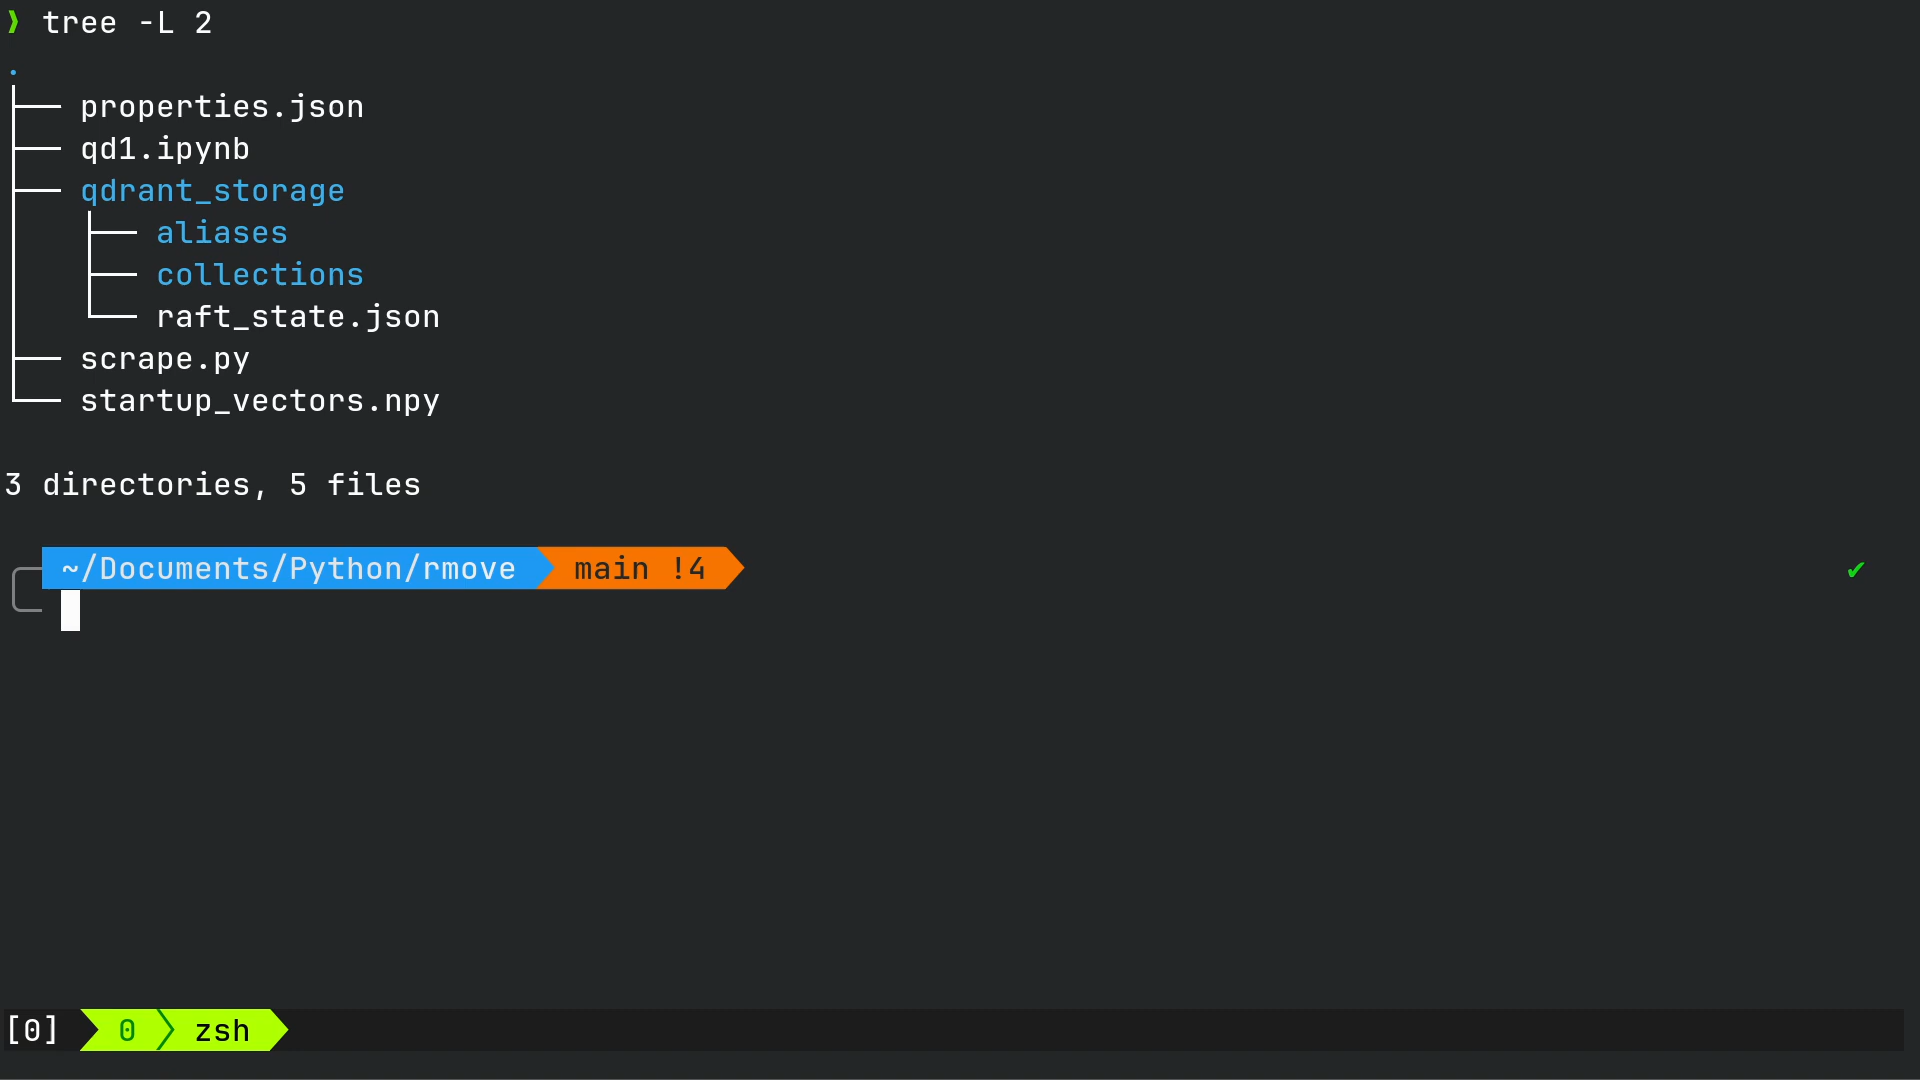 ❱ tree -L 2
.
├── properties.json
├── qd1.ipynb
├── qdrant_storage
│   ├── aliases
│   ├── collections
│   └── raft_state.json
├── scrape.py
└── startup_vectors.npy
3 directories, 5 files
~/Documents/Python/rmove main !4 ✔
[0] 0 zsh